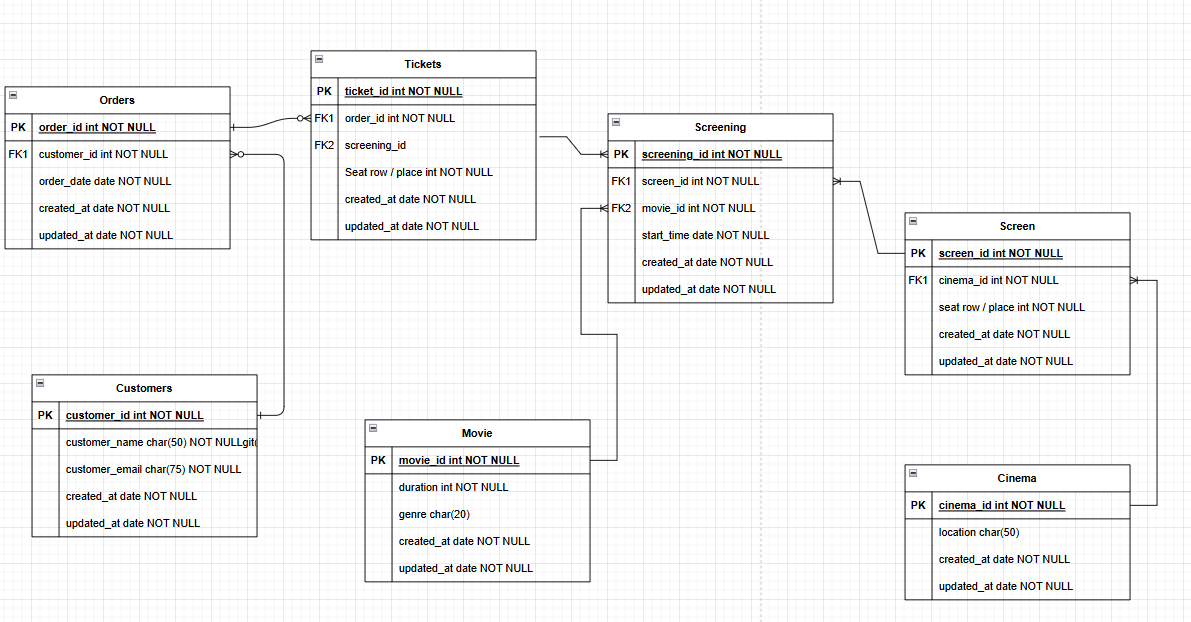 Tickets
PK ticket_id int NOT NULL
FK1 order_id int NOT NULL
FK2 screening_id
Seat row / place int NOT NULL
created_at date NOT NULL
updated_at date NOT NULL
Orders
PK order_id int NOT NULL
FK1 customer_id int NOT NULL
order_date date NOT NULL
created_at date NOT NULL
updated_at date NOT NULL
Screening
PK screening_id int NOT NULL
FK1 screen_id int NOT NULL
FK2 movie_id int NOT NULL
start_time date NOT NULL
created_at date NOT NULL
updated_at date NOT NULL
Screen
PK screen_id int NOT NULL
FK1 cinema_id int NOT NULL
seat row / place int NOT NULL
created_at date NOT NULL
updated_at date NOT NULL
Customers
PK customer_id int NOT NULL
customer_name char(50) NOT NULLgit(
customer_email char(75) NOT NULL
created_at date NOT NULL
updated_at date NOT NULL
Movie
PK movie_id int NOT NULL
duration int NOT NULL
genre char(20)
created_at date NOT NULL
updated_at date NOT NULL
Cinema
PK cinema_id int NOT NULL
location char(50)
created_at date NOT NULL
updated_at date NOT NULL